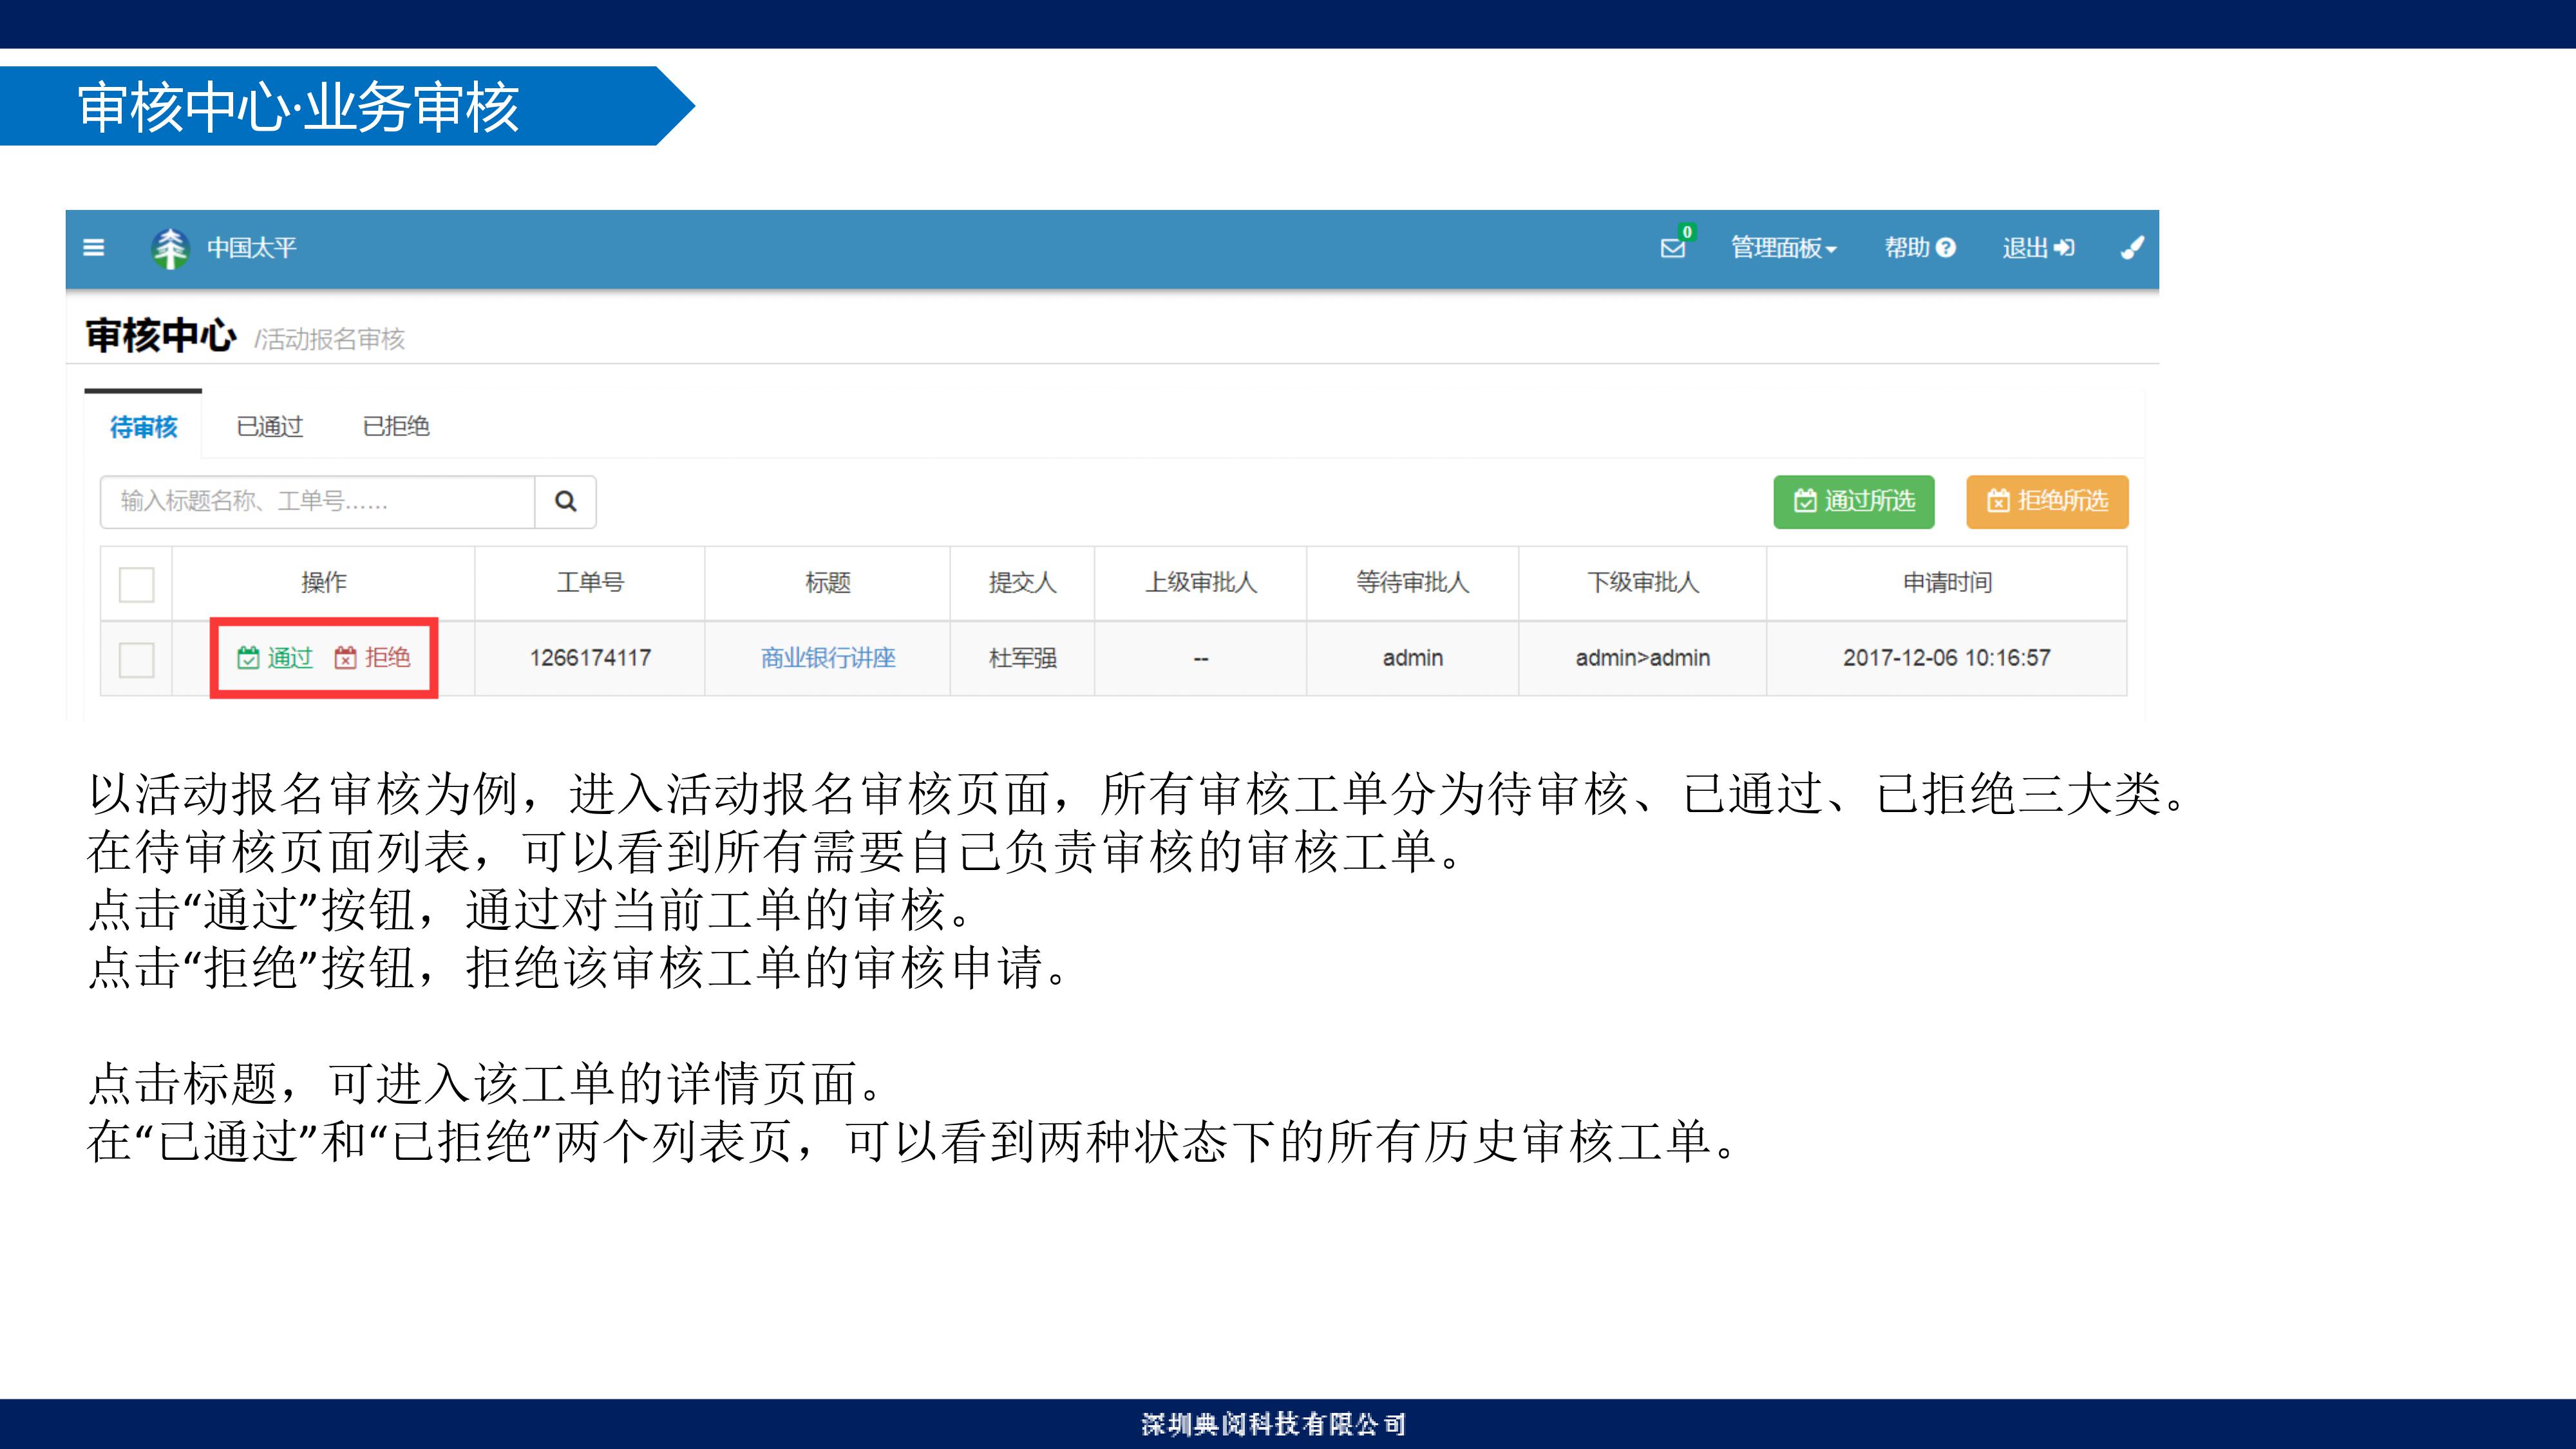 审核中心·业务审核
中国太平
0
管理面板
帮助
退出
审核中心 /活动报名审核
待审核 已通过 已拒绝
输入标题名称、工单号……
通过所选 拒绝所选
操作 工单号 标题 提交人 上级审批人 等待审批人 下级审批人 申请时间
通过 拒绝 1266174117 商业银行讲座 杜军强 -- admin admin>admin 2017-12-06 10:16:57
以活动报名审核为例，进入活动报名审核页面，所有审核工单分为待审核、已通过、已拒绝三大类。
在待审核页面列表，可以看到所有需要自己负责审核的审核工单。
点击“通过”按钮，通过对当前工单的审核。
点击“拒绝”按钮，拒绝该审核工单的审核申请。
点击标题，可进入该工单的详情页面。
在“已通过”和“已拒绝”两个列表页，可以看到两种状态下的所有历史审核工单。
深圳典阅科技有限公司